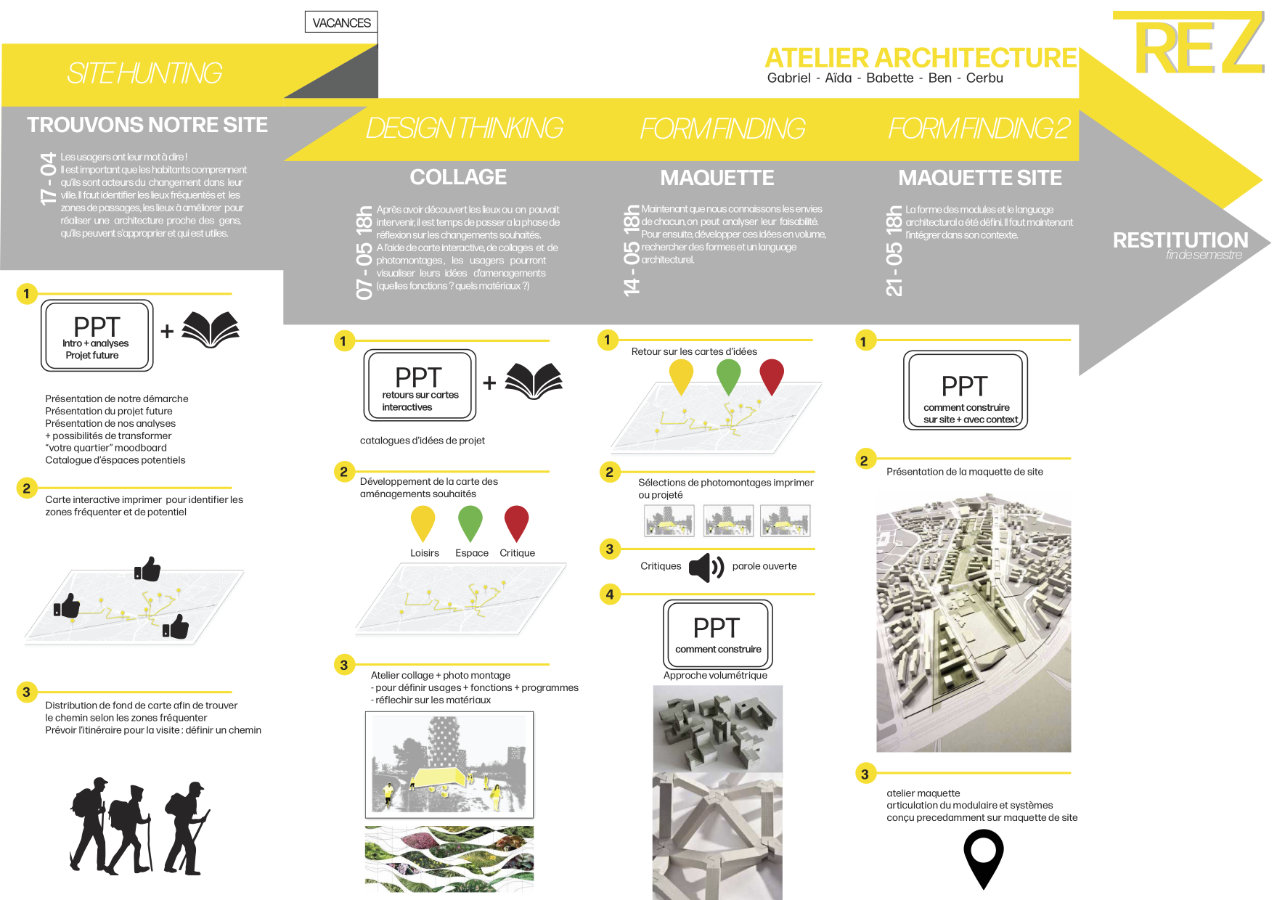 VACANCES
TREZ
ATELIER ARCHITECTURE
Gabriel - Aïda - Babette - Ben - Cerbu
SITE HUNTING
TROUVONS NOTRE SITE
17 - 04
Les usagers ont leur mot à dire !
Il est important que les habitants comprennent
qu'ils sont acteurs du changement dans leur
ville. Il faut identifier les lieux fréquentés et les
zones de passages, les lieux à améliorer pour
réaliser une architecture proche des gens,
qu'ils peuvent s'approprier et qui est utiles.
1
PPT
Intro + analyses
Projet future
+
Présentation de notre démarche
Présentation du projet future
Présentation de nos analyses
+ possibilités de transformer
"votre quartier" moodboard
Catalogue d'éspaces potentiels
2
Carte interactive imprimer pour identifier les
zones fréquenter et de potentiel
3
Distribution de fond de carte afin de trouver
le chemin selon les zones fréquenter
Prévoir l'itinéraire pour la visite : définir un chemin
DESIGN THINKING
COLLAGE
07 - 05 18h
Après avoir découvert les lieux ou on pouvait
intervenir, il est temps de passer a la phase de
réflexion sur les changements souhaités.
A l'aide de carte interactive, de collages et de
photomontages, les usagers pourront
visualiser leurs idées d'amenagements
(quelles fonctions ? quels matériaux ?)
1
PPT
retours sur cartes
interactives
+
catalogues d'idées de projet
2
Développement de la carte des
aménagements souhaités
Loisirs Espace Critique
3
Atelier collage + photo montage
- pour définir usages + fonctions + programmes
- réflechir sur les matériaux
FORM FINDING
MAQUETTE
14 - 05 18h
Maintenant que nous connaissons les envies
de chacun, on peut analyser leur faisabilité.
Pour ensuite, développer ces idées en volume,
rechercher des formes et un language
architecturel.
1
Retour sur les cartes d'idées
2
Sélections de photomontages imprimer
ou projeté
3
Critiques parole ouverte
4
PPT
comment construire
Approche volumétrique
FORM FINDING 2
MAQUETTE SITE
21 - 05 18h
La forme des modules et le language
architectural a été défini. Il faut maintenant
l'intégrer dans son contexte.
1
PPT
comment construire
sur site + avec context
2
Présentation de la maquette de site
3
atelier maquette
articulation du modulaire et systèmes
conçu precedamment sur maquette de site
RESTITUTION
fin de semestre